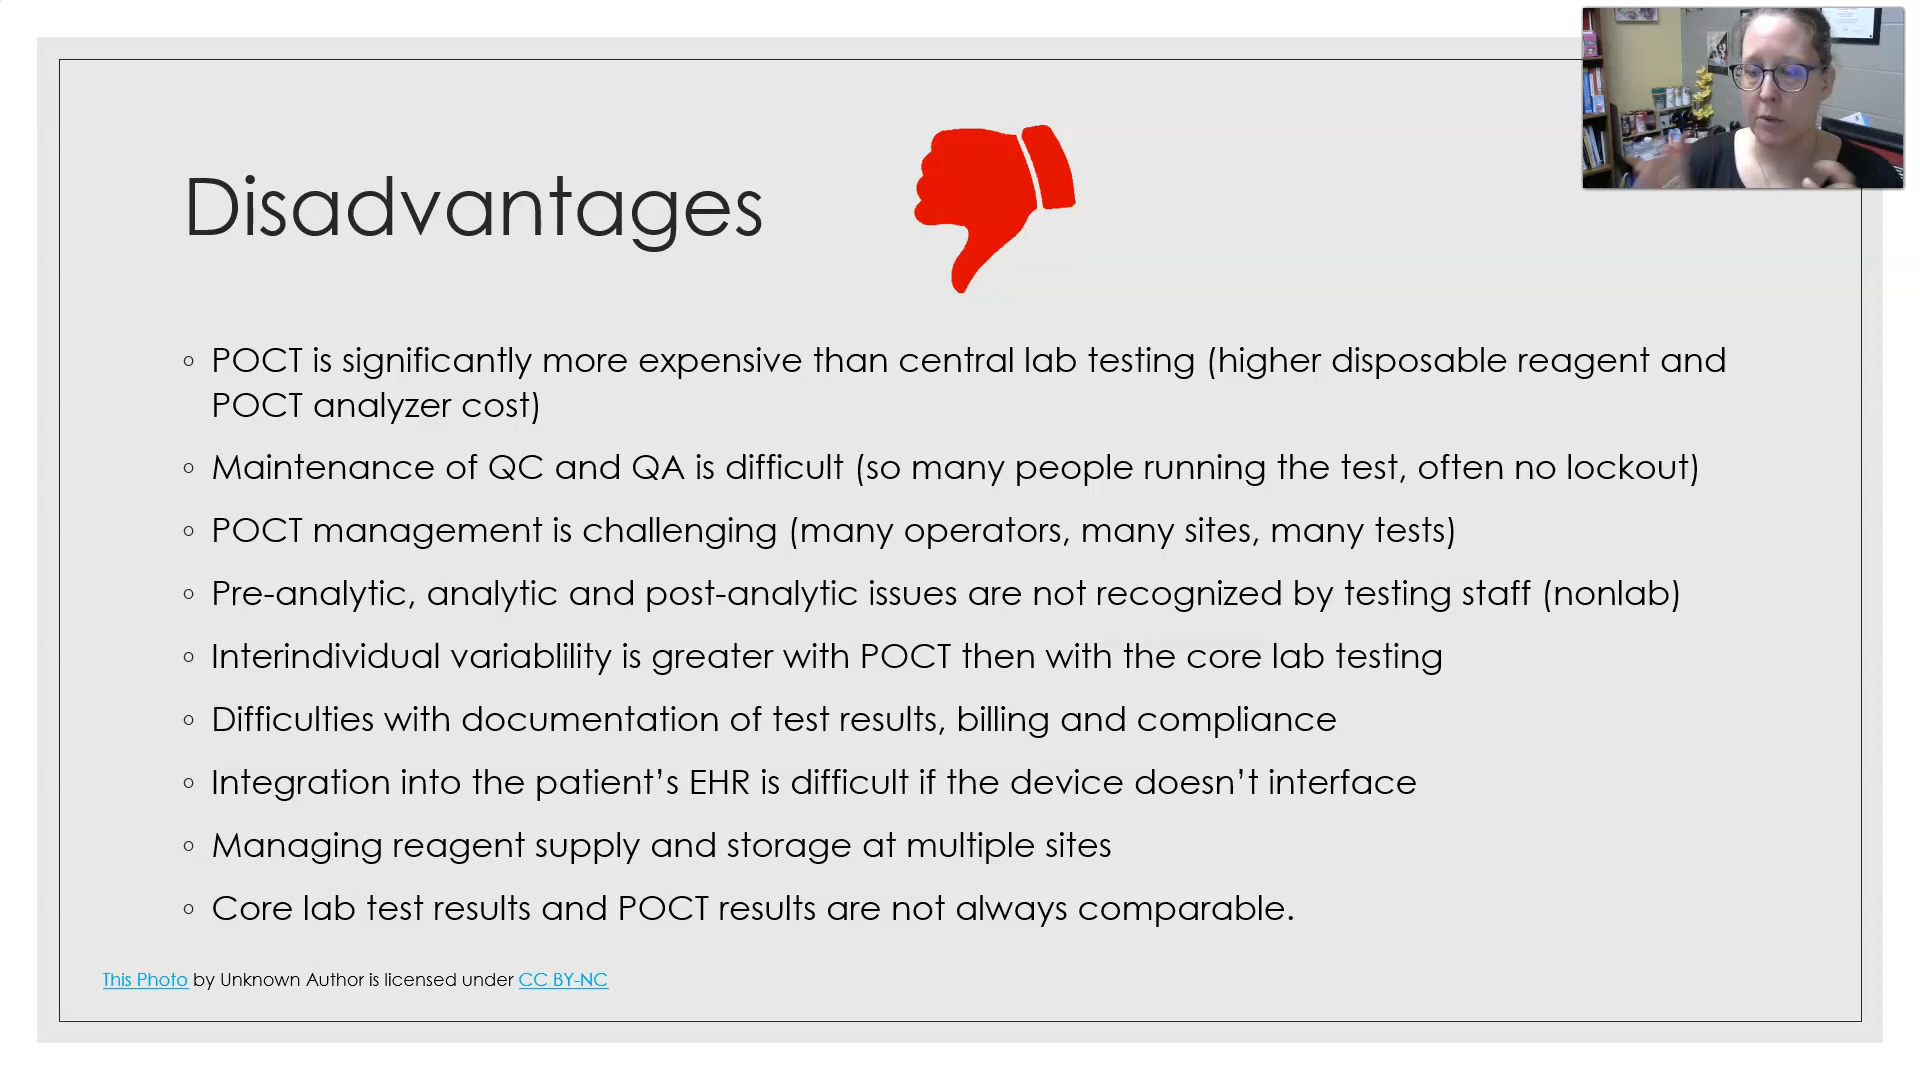 Disadvantages
◦ POCT is significantly more expensive than central lab testing (higher disposable reagent and
POCT analyzer cost)
◦ Maintenance of QC and QA is difficult (so many people running the test, often no lockout)
◦ POCT management is challenging (many operators, many sites, many tests)
◦ Pre-analytic, analytic and post-analytic issues are not recognized by testing staff (nonlab)
◦ Interindividual variablility is greater with POCT then with the core lab testing
◦ Difficulties with documentation of test results, billing and compliance
◦ Integration into the patient’s EHR is difficult if the device doesn’t interface
◦ Managing reagent supply and storage at multiple sites
◦ Core lab test results and POCT results are not always comparable.
This Photo by Unknown Author is licensed under CC BY-NC